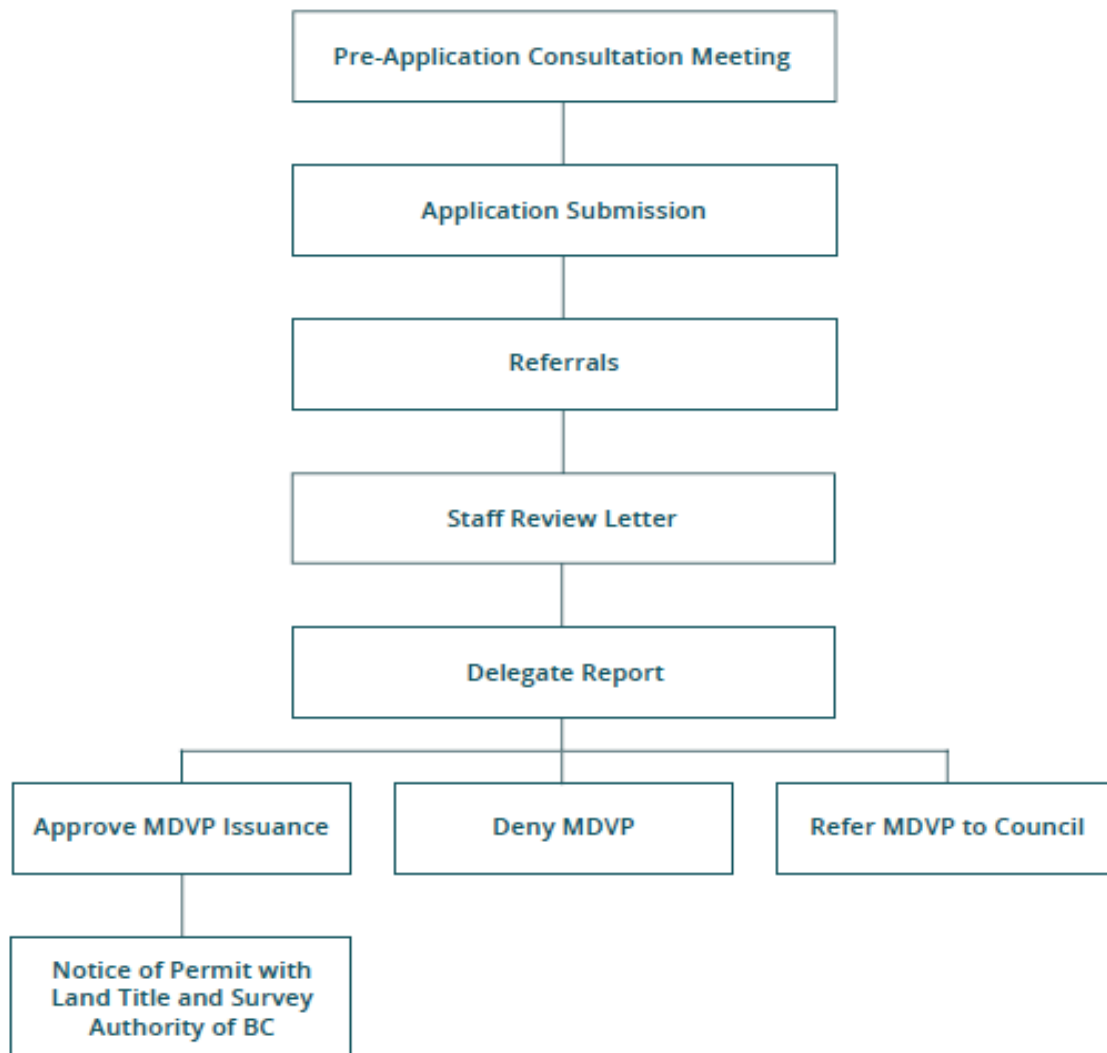 Pre-Application Consultation Meeting
Application Submission
Referrals
Staff Review Letter
Delegate Report
Approve MDVP Issuance
Deny MDVP
Refer MDVP to Council
Notice of Permit with
Land Title and Survey
Authority of BC